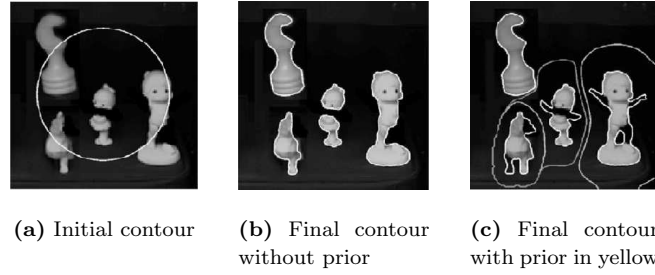 (a) Initial contour
(b) Final contour
without prior
(c) Final contour
with prior in yellow